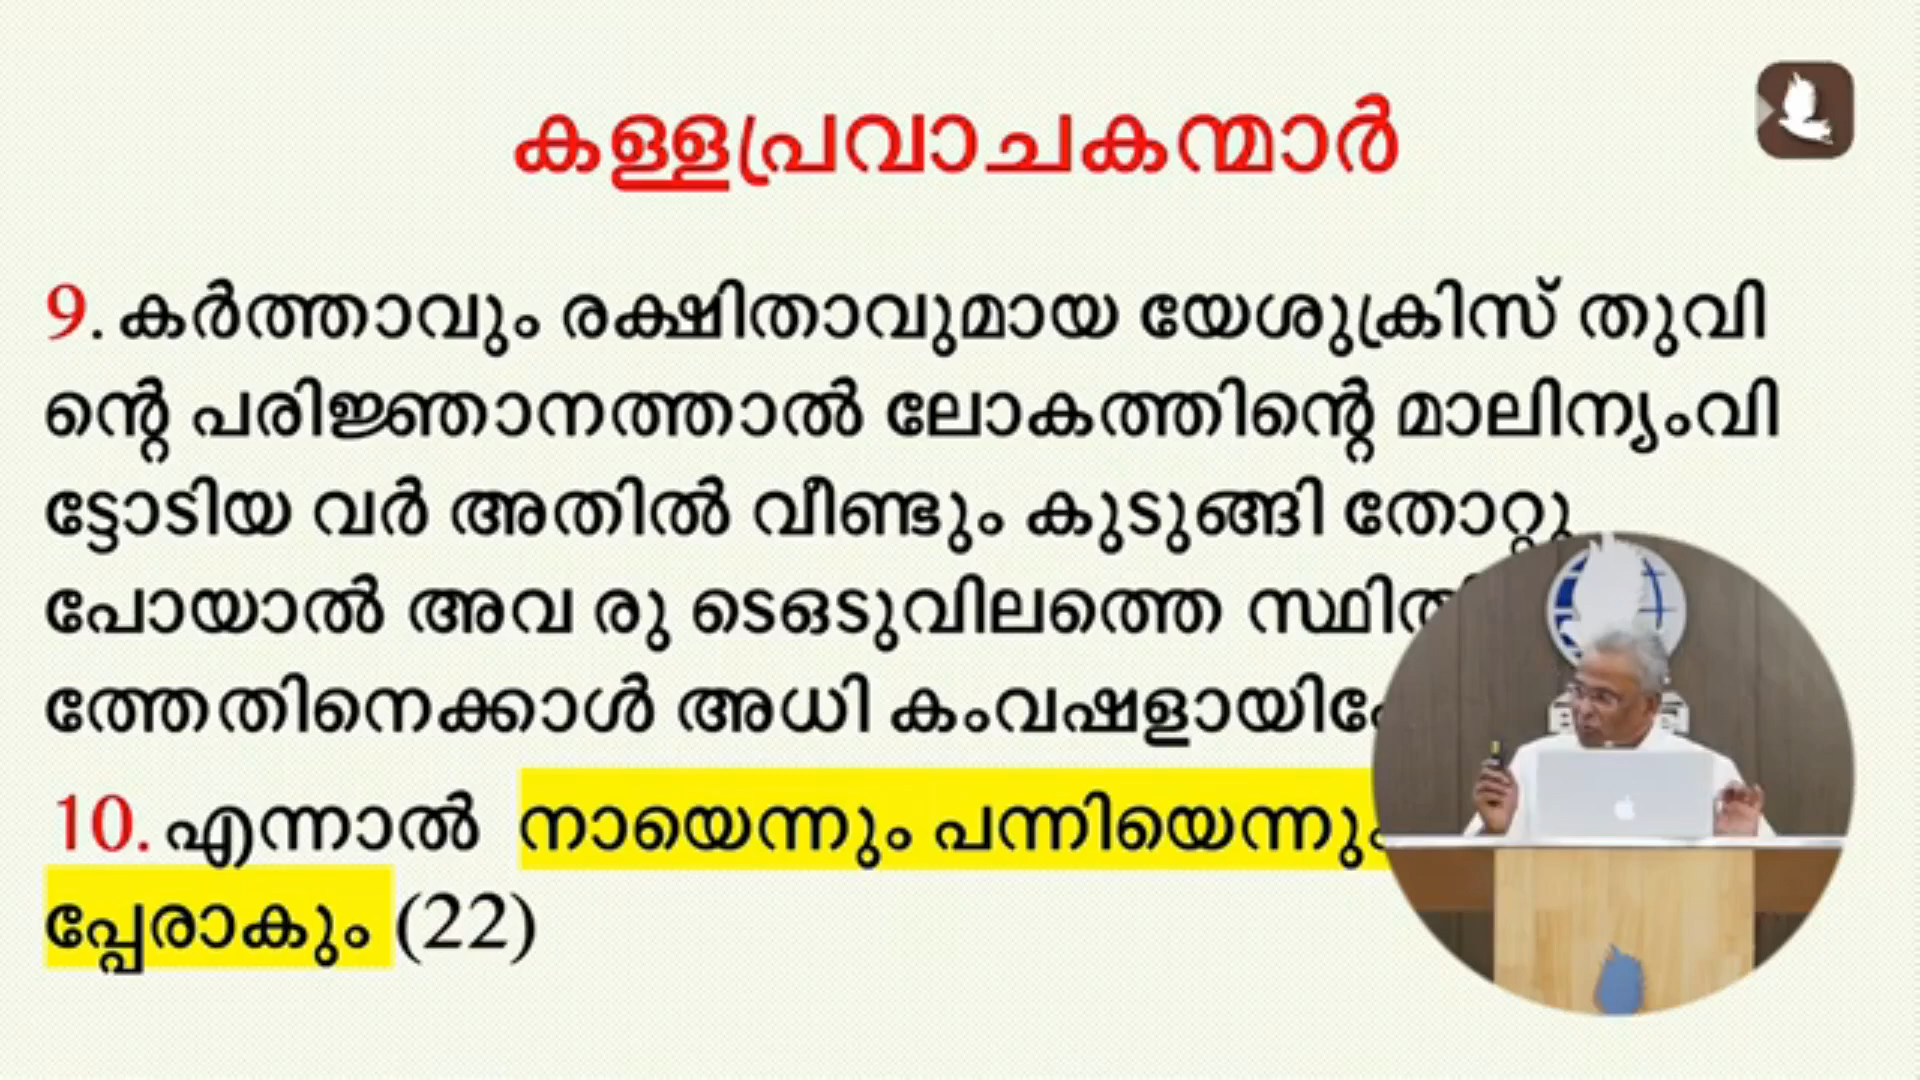 കള്ളപ്രവാചകന്മാർ
9. കർത്താവും രക്ഷിതാവുമായ യേശുക്രിസ് തുവി
ന്റെ പരിജ്ഞാനത്താൽ ലോകത്തിന്റെ മാലിന്യംവി
ട്ടോടിയ വർ അതിൽ വീണ്ടും കുടുങ്ങി തോറ്റു
പോയാൽ അവ രു ടെഒടുവിലത്തെ
ത്തേതിനെക്കാൾ അധി
10. എന്നാൽ നായെന്നും പന്നിയെന്നും
പ്പേരാകും (22)